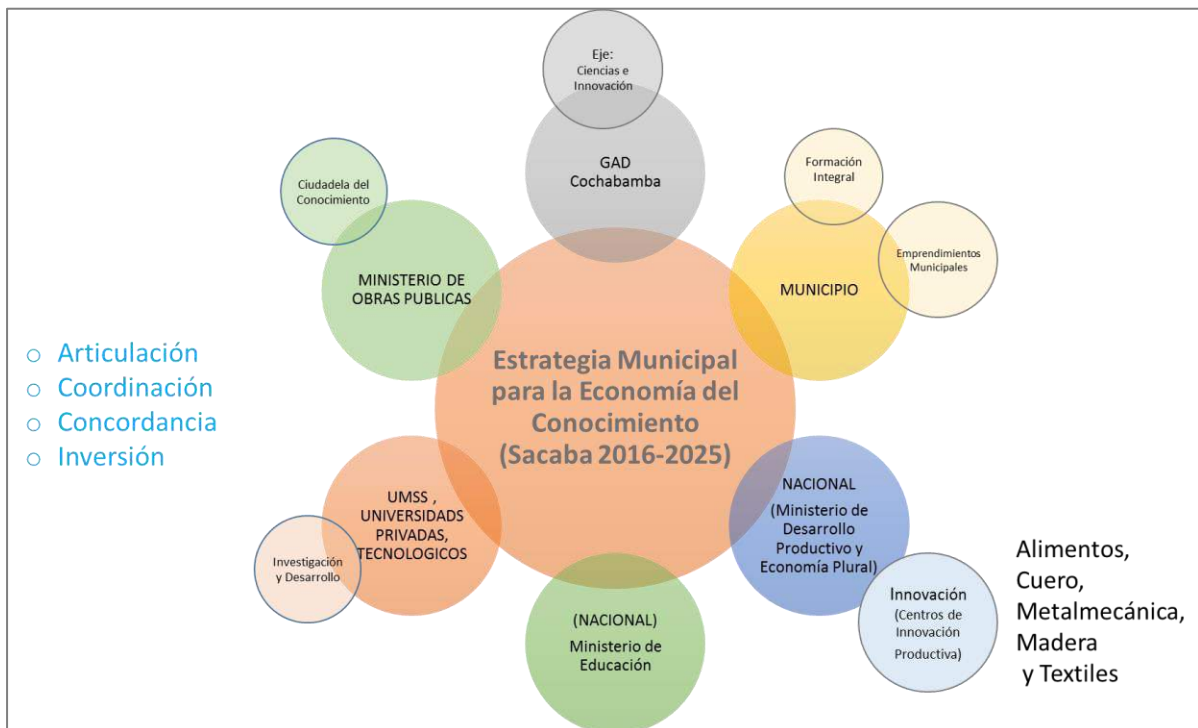 Eje:
Ciencias e
Innovación
GAD
Cochabamba
Formación
Integral
Ciudadela del
Conocimiento
Emprendimientos
Municipales
MINISTERIO DE
OBRAS PUBLICAS
MUNICIPIO
○ Articulación
○ Coordinación
○ Concordancia
○ Inversión
Estrategia Municipal
para la Economía del
Conocimiento
(Sacaba 2016-2025)
UMSS ,
UNIVERSIDADS
PRIVADAS,
TECNOLOGICOS
Investigación
y Desarrollo
NACIONAL
(Ministerio de
Desarrollo
Productivo y
Economía Plural)
Innovación
(Centros de
Innovación
Productiva)
Alimentos,
Cuero,
Metalmecánica,
Madera
y Textiles
(NACIONAL)
Ministerio de
Educación